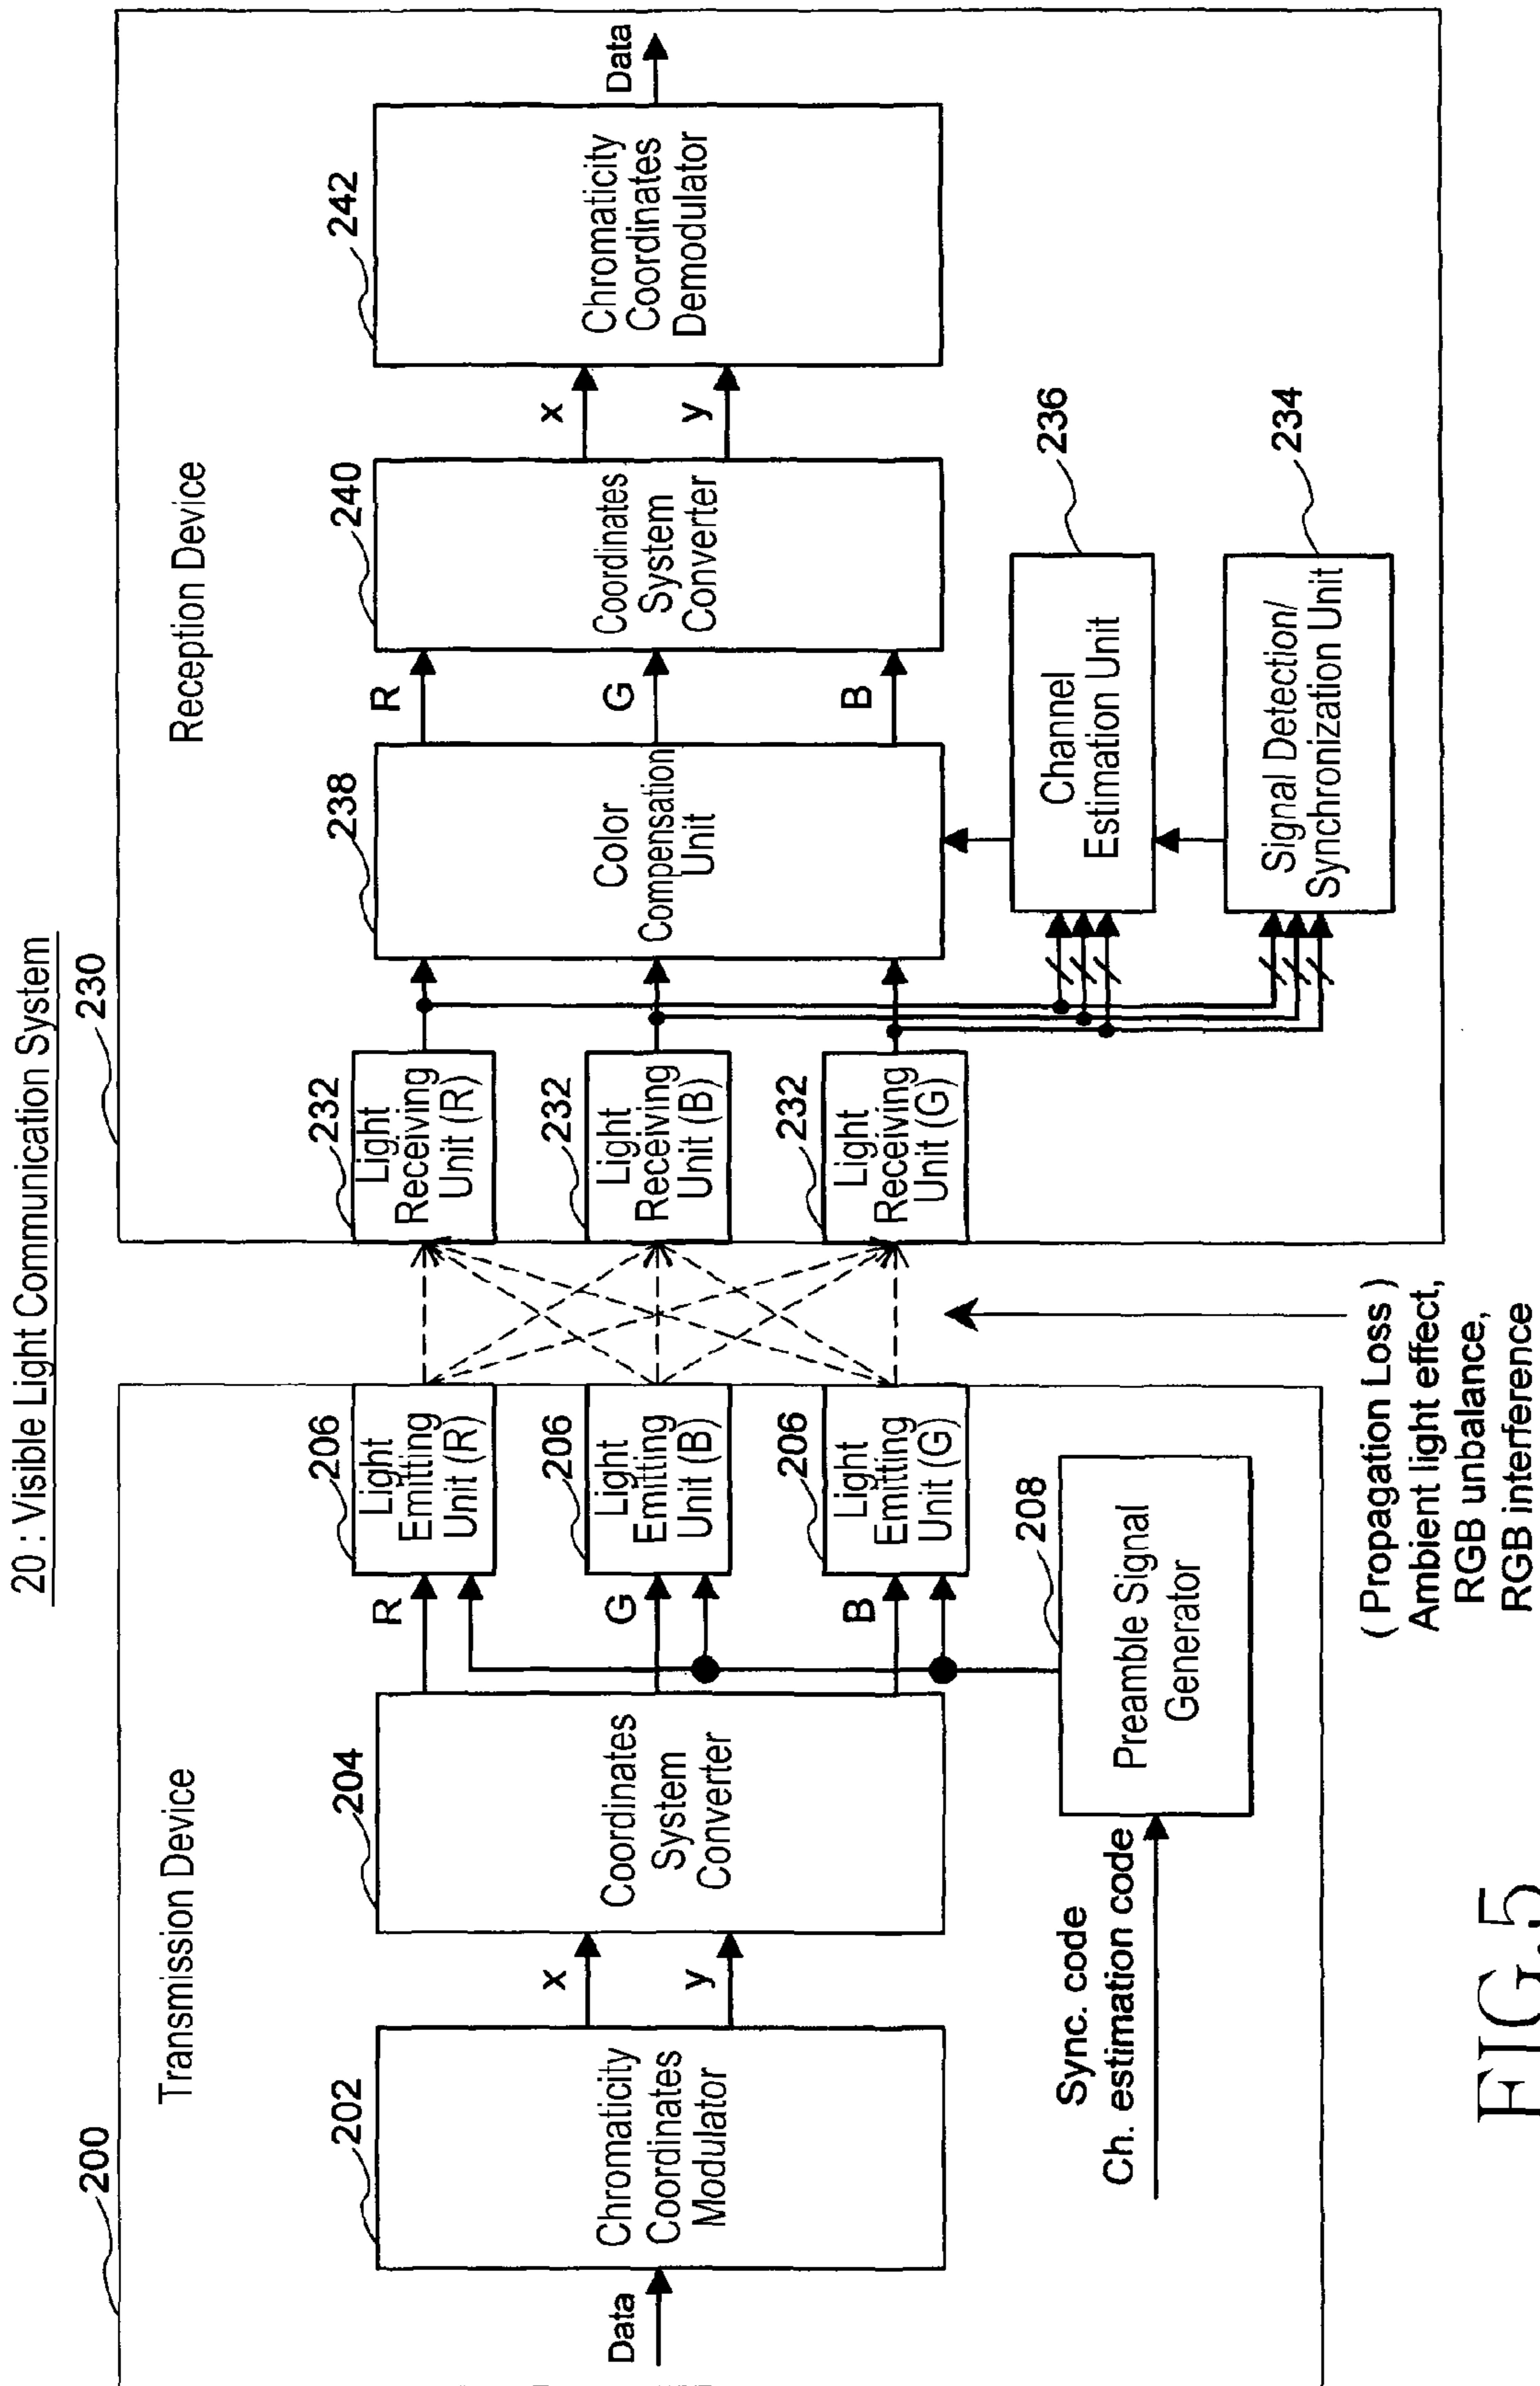 20 : Visible Light Communication System
200
Transmission Device
Data
202
Chromaticity
Coordinates
Modulator
x
y
204
Coordinates
System
Converter
R
G
B
206
Light
Emitting
Unit (R)
206
Light
Emitting
Unit (B)
206
Light
Emitting
Unit (G)
208
Preamble Signal
Generator
Sync. code
Ch. estimation code
( Propagation Loss )
Ambient light effect,
RGB unbalance,
RGB interference
230
Reception Device
232
Light
Receiving
Unit (R)
232
Light
Receiving
Unit (B)
232
Light
Receiving
Unit (G)
238
Color
Compensation
Unit
R
G
B
240
Coordinates
System
Converter
x
y
242
Chromaticity
Coordinates
Demodulator
Data
236
Channel
Estimation Unit
234
Signal Detection/
Synchronization Unit
FIG.5